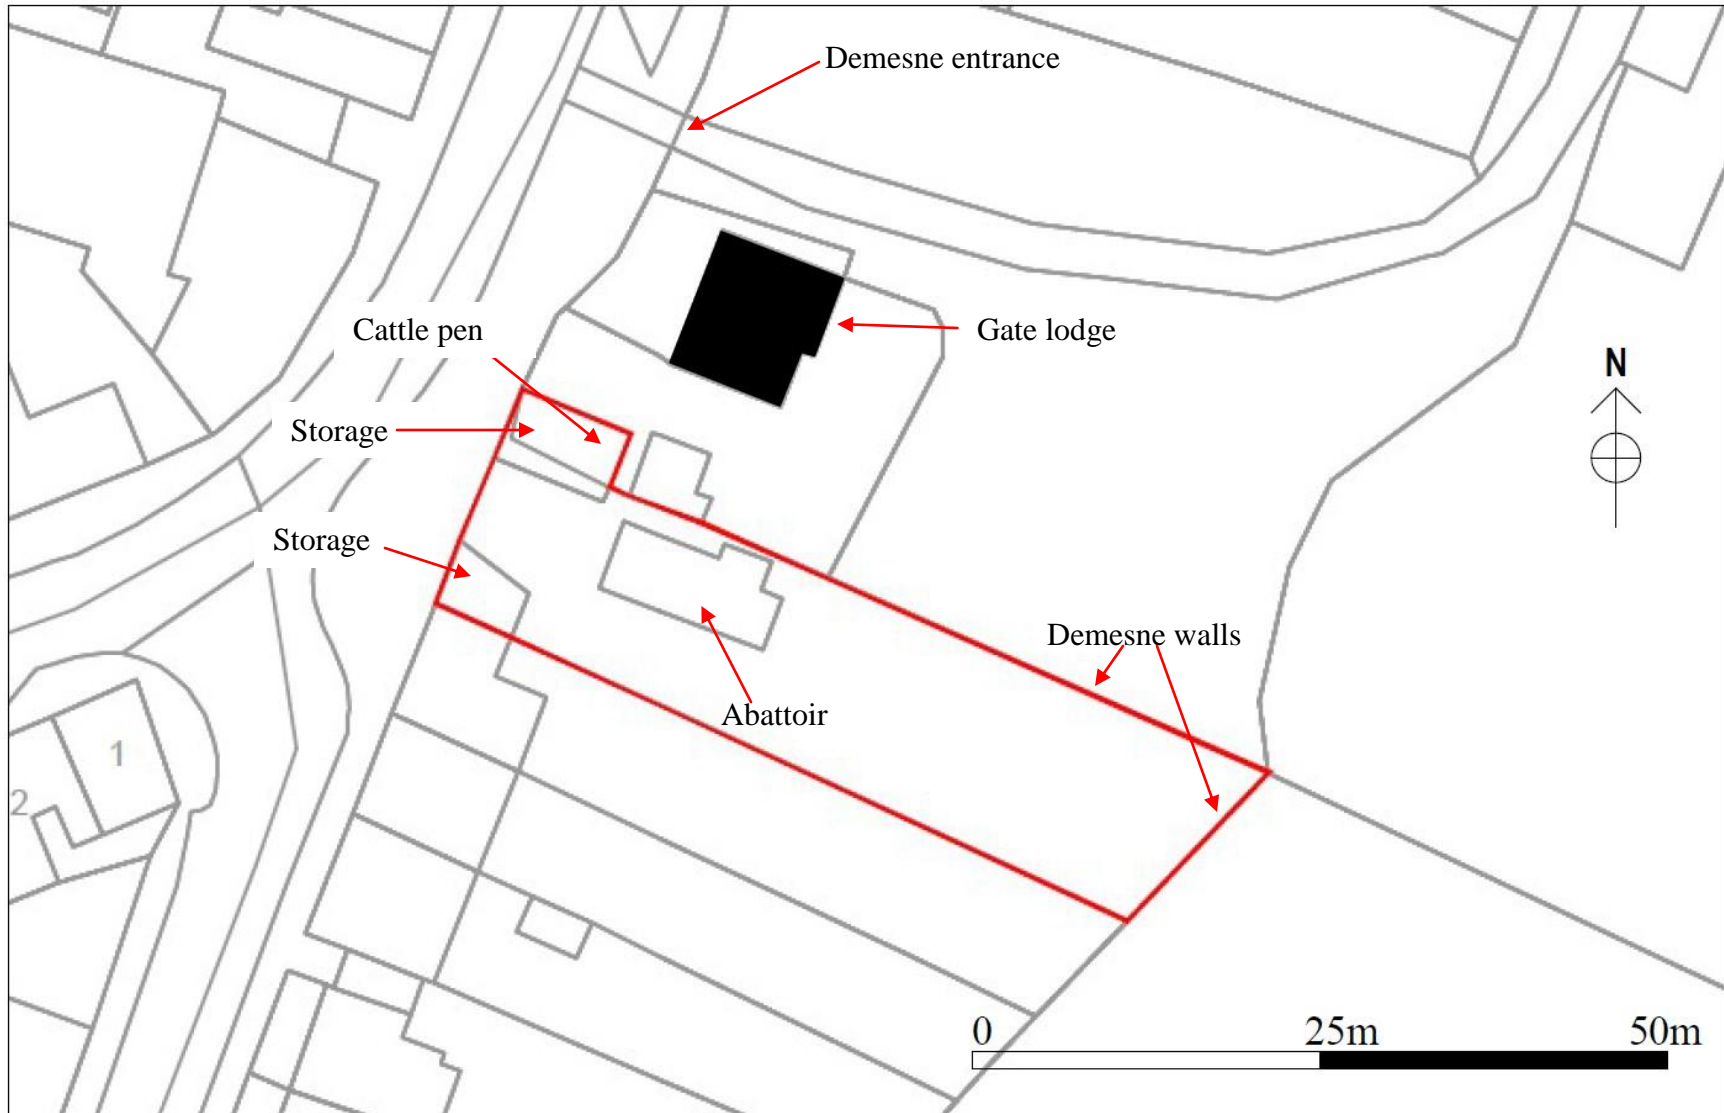 Demesne entrance
Cattle pen
Gate lodge
N
Storage
Storage
Demesne walls
Abattoir
1
2
0 25m 50m